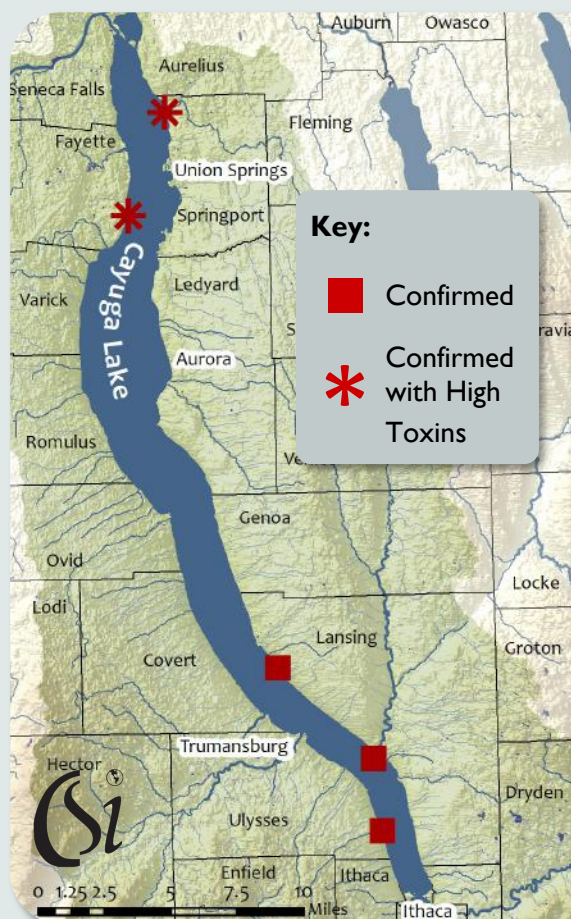 Auburn
Owasco
Aurelius
Seneca Falls
Fleming
Fayette
Union Springs
Springport
Key:
Confirmed
Confirmed
with High
Toxins
Cayuga Lake
Ledyard
Varick
Aurora
Romulus
Genoa
Ovid
Locke
Lodi
Lansing
Groton
Covert
Trumansburg
Hector
CSi
Dryden
Ulysses
Enfield
Ithaca
0 1.25 2.5 5 7.5 10
Miles
Ithaca